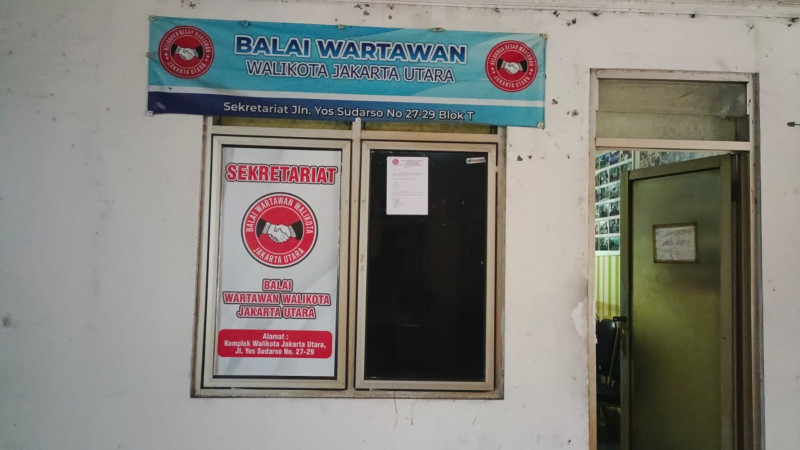 BALAI WARTAWAN
WALIKOTA JAKARTA UTARA
Sekretariat Jln. Yos Sudarso No 27-29 Blok T
SEKRETARIAT
BALAI WARTAWAN WALIKOTA
JAKARTA UTARA
BALAI
WARTAWAN WALIKOTA
JAKARTA UTARA
Alamat :
Komplek Walikota Jakarta Utara,
Jl. Yos Sudarso No. 27-29